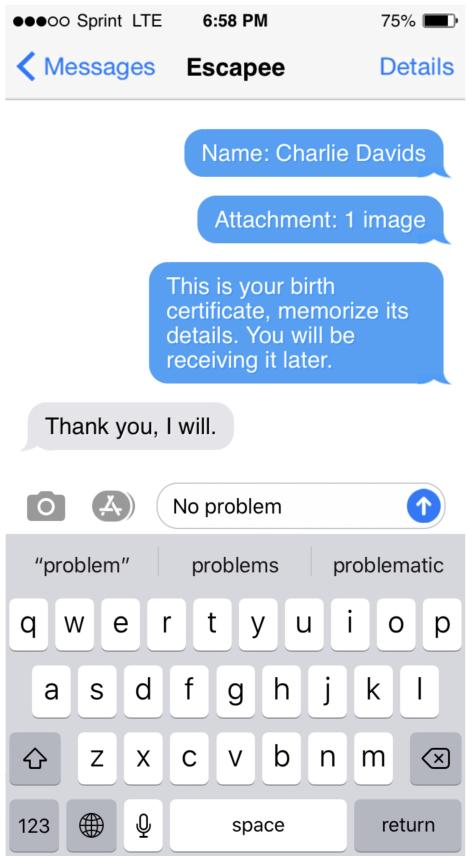 Sprint LTE 6:58 PM 75%
Messages Escapee Details
Name: Charlie Davids
Attachment: 1 image
This is your birth
certificate, memorize its
details. You will be
receiving it later.
Thank you, I will.
No problem
“problem” problems problematic
q w e r t y u i o p
a s d f g h j k l
z x c v b n m
123 space return